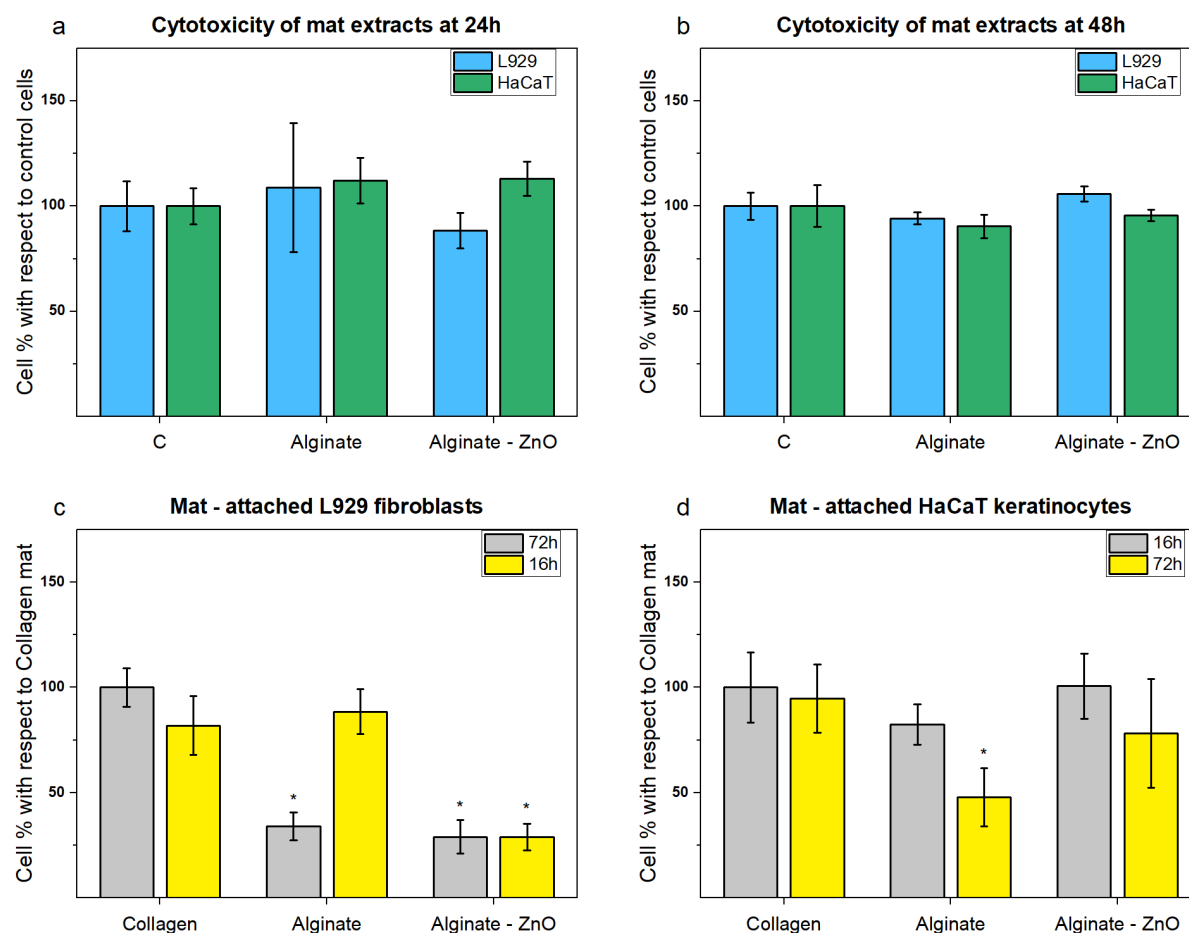 a
Cytotoxicity of mat extracts at 24h
L929
HaCaT
Cell % with respect to control cells
150
100
50
C
Alginate
Alginate - ZnO
b
Cytotoxicity of mat extracts at 48h
L929
HaCaT
Cell % with respect to control cells
150
100
50
C
Alginate
Alginate - ZnO
c
Mat - attached L929 fibroblasts
72h
16h
Cell % with respect to Collagen mat
150
100
50
*
*
*
Collagen
Alginate
Alginate - ZnO
d
Mat - attached HaCaT keratinocytes
16h
72h
Cell % with respect to Collagen mat
150
100
50
*
Collagen
Alginate
Alginate - ZnO